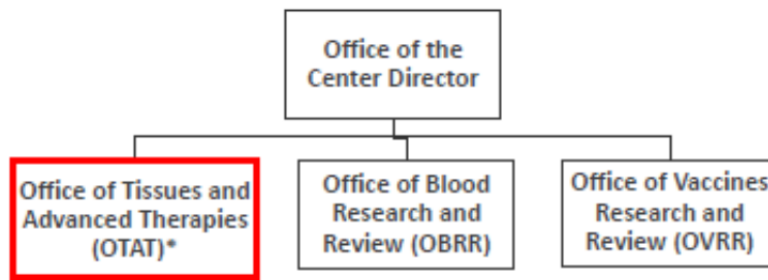 Office of the
Center Director
Office of Tissues and
Advanced Therapies
(OTAT)*
Office of Blood
Research and
Review (OBRR)
Office of Vaccines
Research and
Review (OVRR)